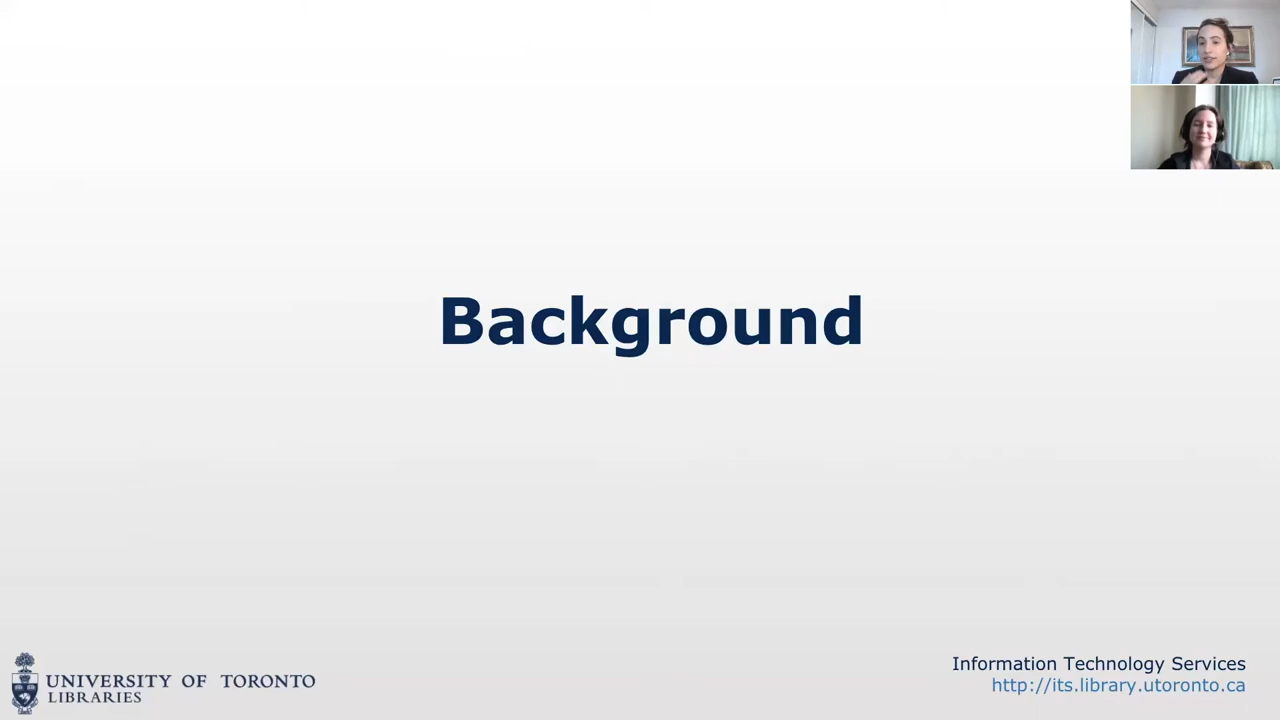 Background
UNIVERSITY OF TORONTO
LIBRARIES
Information Technology Services
http://its.library.utoronto.ca